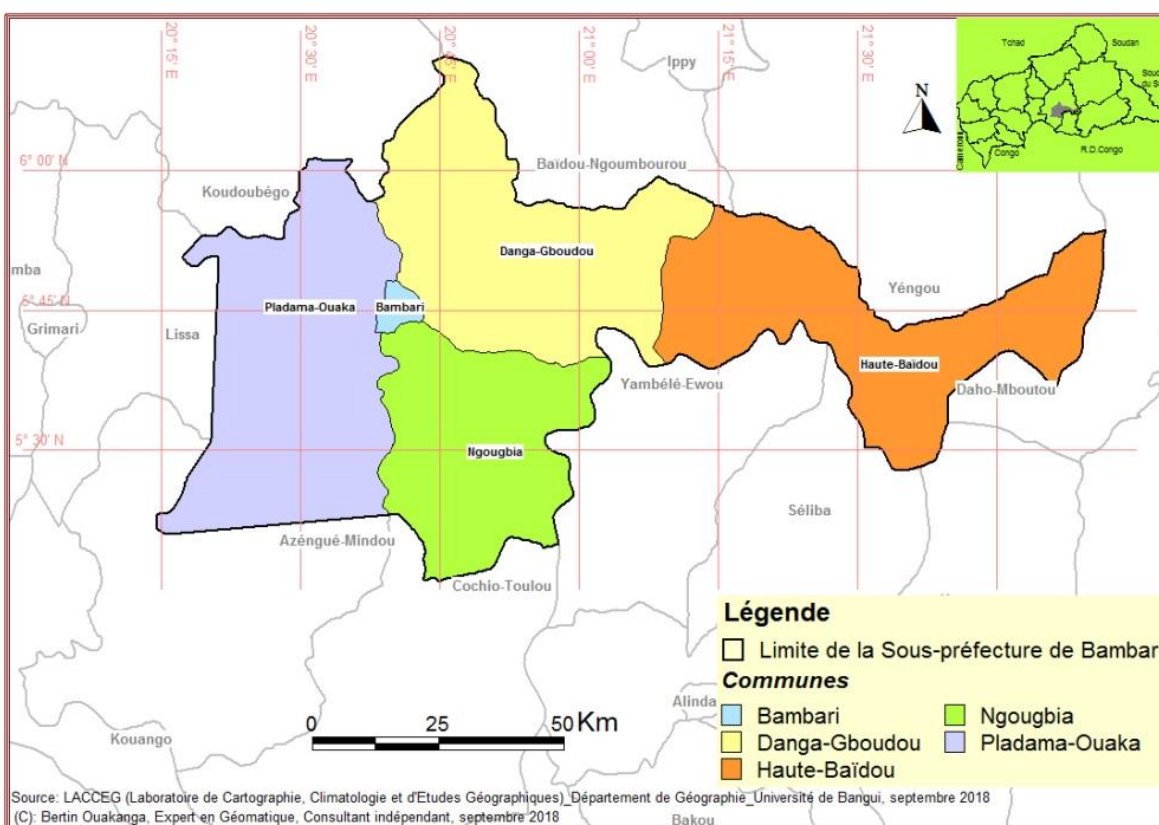 20° 15' E
20° 30' E
20° 45' E
21° 00' E
21° 15' E
21° 30' E
Ippy
N
Tchad
Soudan
Cameroun
Congo
R.D.Congo
6° 00' N
Koudoubégo
Baïdou-Ngoumbourou
Danga-Gboudou
mba
5° 45' N
Pladama-Ouaka
Bambari
Yéngou
Grimari
Lissa
Haute-Baïdou
Yambélé-Ewou
Daho-Mboutou
5° 30' N
Ngougbia
Séliba
Azéngué-Mindou
Cochio-Toulou
Légende
Limite de la Sous-préfecture de Bambar
Communes
Bambari
Ngougbia
Danga-Gboudou
Pladama-Ouaka
Haute-Baïdou
Alinda
Kouango
0 25 50 Km
Source: LACCEG (Laboratoire de Cartographie, Climatologie et d'Etudes Géographiques)_Département de Géographie_Université de Bangui, septembre 2018
(C): Bertin Ouakanga, Expert en Géomatique, Consultant indépendant, septembre 2018
Bakou